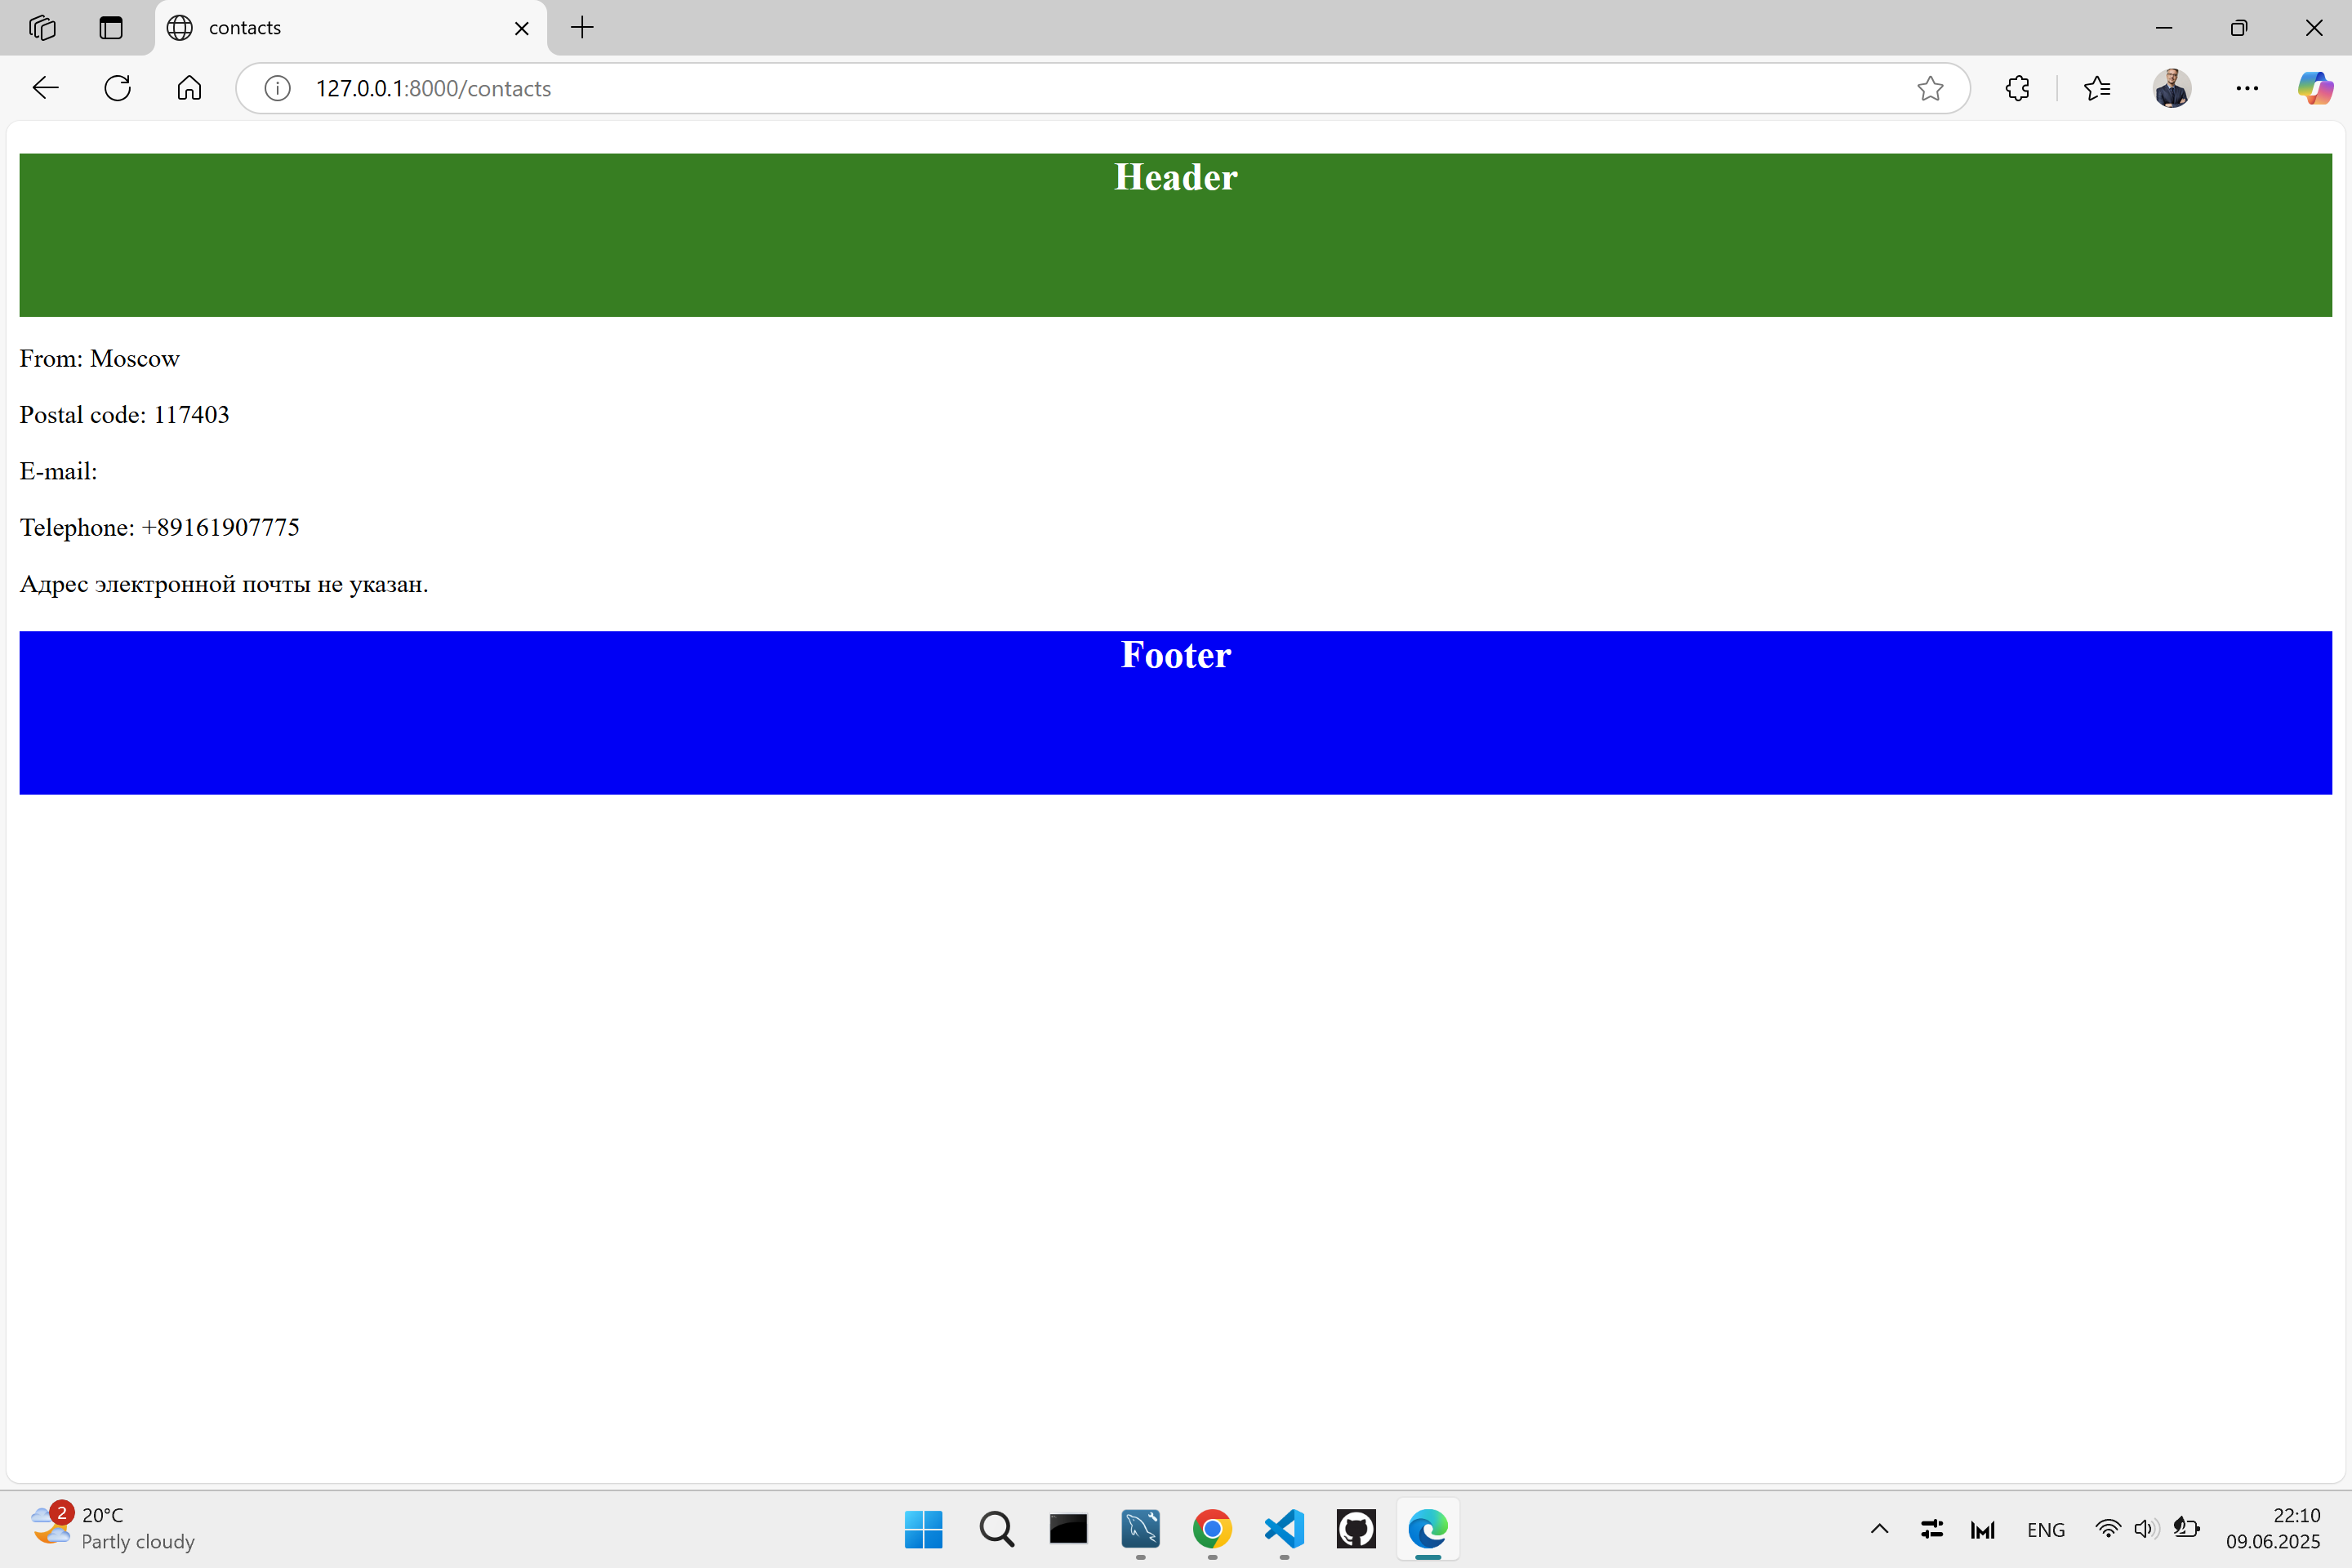 contacts
127.0.0.1:8000/contacts
Header
From: Moscow
Postal code: 117403
E-mail:
Telephone: +89161907775
Адрес электронной почты не указан.
Footer
2
20°C
Partly cloudy
ENG
22:10
09.06.2025